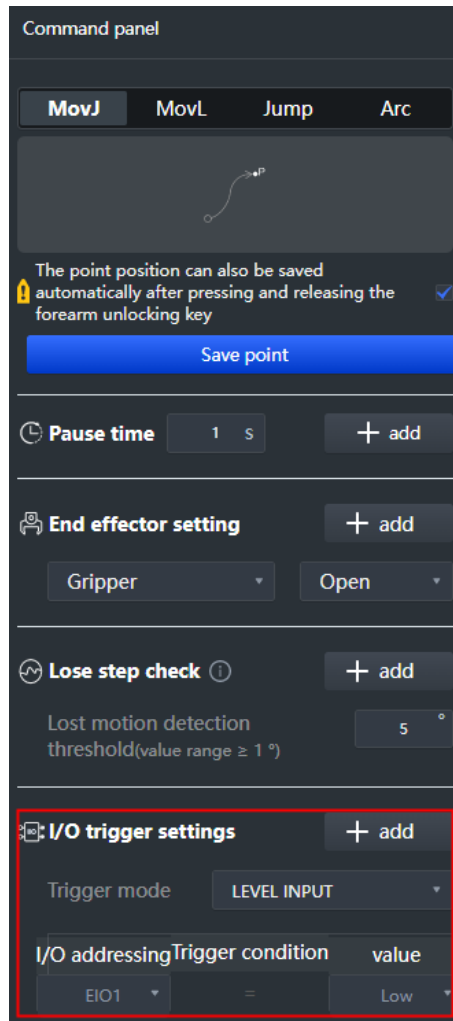 Command panel
MovJ MovL Jump Arc
P
The point position can also be saved
automatically after pressing and releasing the
forearm unlocking key
Save point
Pause time 1 s + add
End effector setting + add
Gripper Open
Lose step check + add
Lost motion detection 5 °
threshold(value range ≥ 1 °)
I/O trigger settings + add
Trigger mode LEVEL INPUT
I/O addressing Trigger condition value
EIO1 = Low